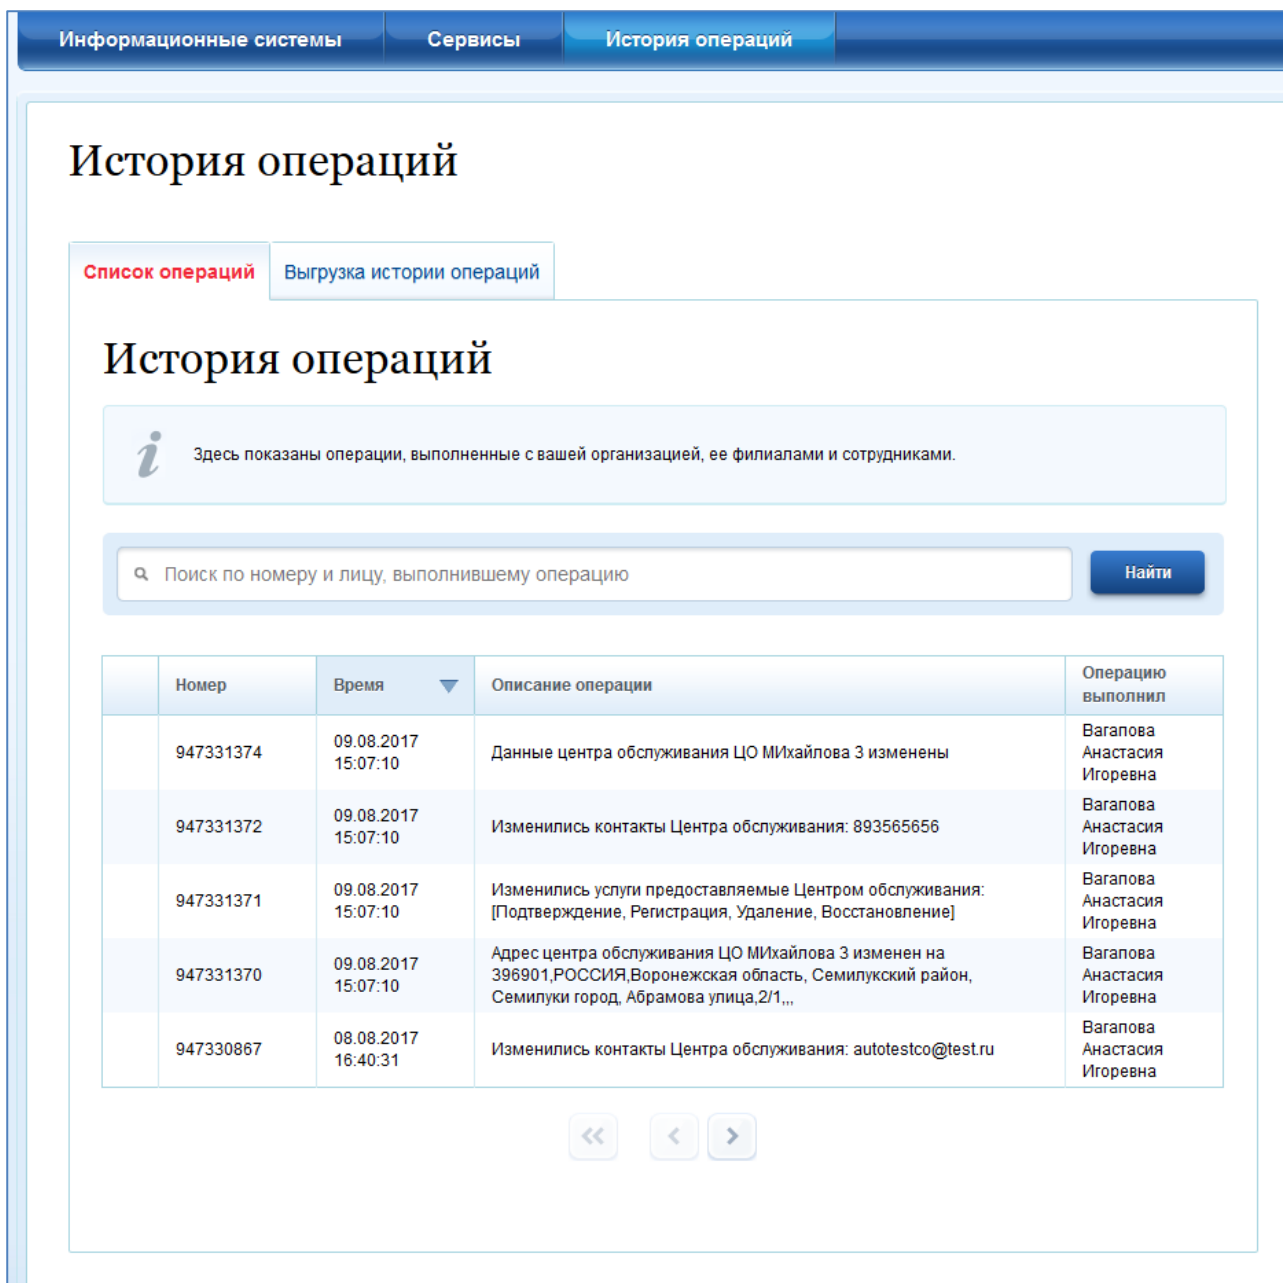 Информационные системы
Сервисы
История операций
История операций
Список операций
Выгрузка истории операций
История операций
Здесь показаны операции, выполненные с вашей организацией, ее филиалами и сотрудниками.
Поиск по номеру и лицу, выполнившему операцию
Найти
Номер
Время
Описание операции
Операцию
выполнил
947331374
09.08.2017
15:07:10
Данные центра обслуживания ЦО МИхайлова 3 изменены
Вагапова
Анастасия
Игоревна
947331372
09.08.2017
15:07:10
Изменились контакты Центра обслуживания: 893565656
Вагапова
Анастасия
Игоревна
947331371
09.08.2017
15:07:10
Изменились услуги предоставляемые Центром обслуживания:
[Подтверждение, Регистрация, Удаление, Восстановление]
Вагапова
Анастасия
Игоревна
947331370
09.08.2017
15:07:10
Адрес центра обслуживания ЦО МИхайлова 3 изменен на
396901,РОССИЯ,Воронежская область, Семилукский район,
Семилуки город, Абрамова улица,2/1,,,
Вагапова
Анастасия
Игоревна
947330867
08.08.2017
16:40:31
Изменились контакты Центра обслуживания: autotestco@test.ru
Вагапова
Анастасия
Игоревна